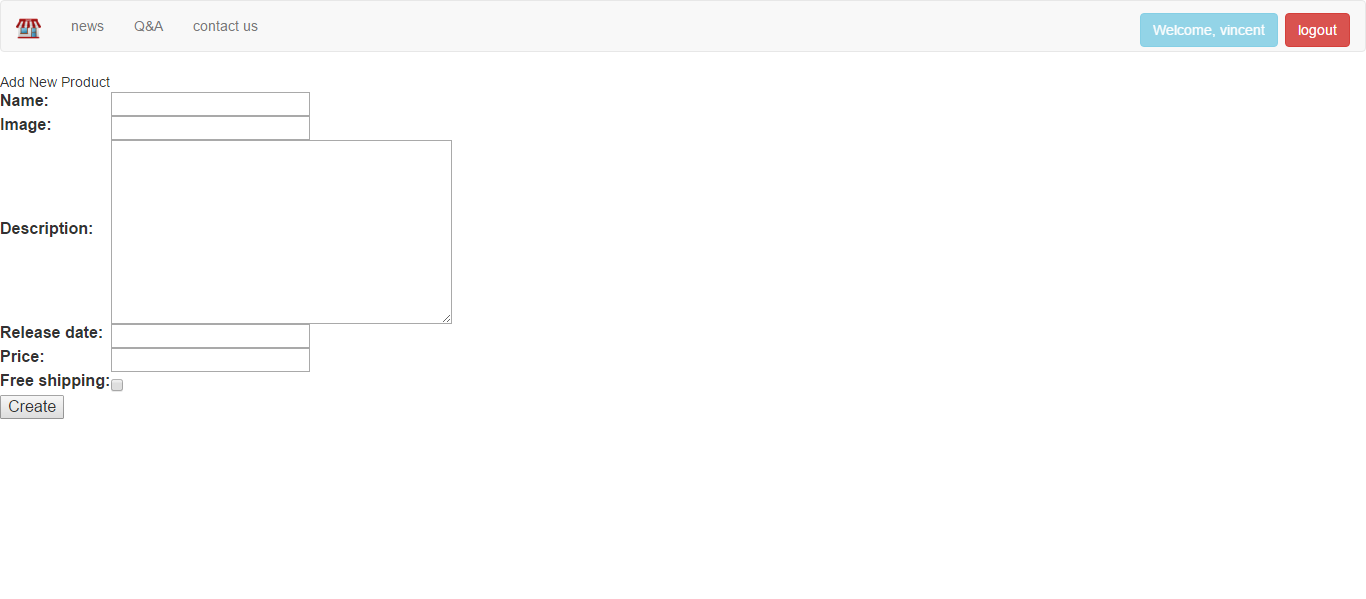 news Q&A contact us Welcome, vincent logout
Add New Product
Name:
Image:
Description:
Release date:
Price:
Free shipping:
Create